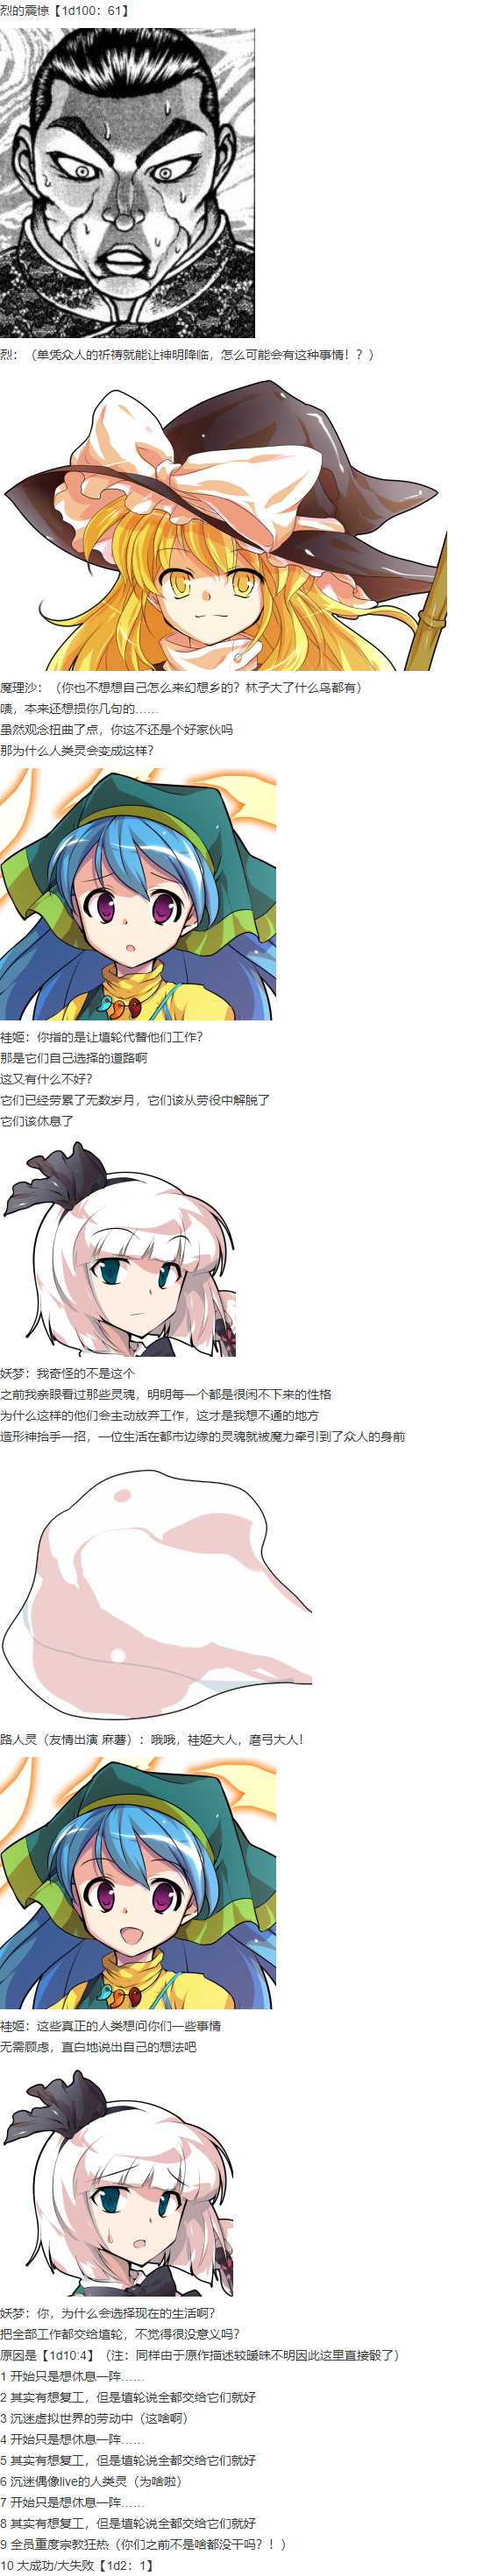 烈的震惊【1d100：61】
烈：（单凭众人的祈祷就能让神明降临，怎么可能会有这种事情！？）
魔理沙：（你也不想想自己怎么来幻想乡的？林子大了什么鸟都有）
啧，本来还想损你几句的……
虽然观念扭曲了点，你这不还是个好家伙吗
那为什么人类灵会变成这样？
袿姬：你指的是让埴轮代替他们工作？
那是它们自己选择的道路啊
这又有什么不好？
它们已经劳累了无数岁月，它们该从劳役中解脱了
它们该休息了
妖梦：我奇怪的不是这个
之前我亲眼看过那些灵魂，明明每一个都是很闲不下来的性格
为什么这样的他们会主动放弃工作，这才是我想不通的地方
造形神抬手一招，一位生活在都市边缘的灵魂就被魔力牵引到了众人的身前
路人灵（友情出演 麻薯）：哦哦，袿姬大人，磨弓大人！
袿姬：这些真正的人类想问你们一些事情
无需顾虑，直白地说出自己的想法吧
妖梦：你，为什么会选择现在的生活啊？
把全部工作都交给埴轮，不觉得很没意义吗？
原因是【1d10:4】（注：同样由于原作描述较暧昧不明因此这里直接骰了）
1 开始只是想休息一阵……
2 其实有想复工，但是埴轮说全都交给它们就好
3 沉迷虚拟世界的劳动中（这啥啊）
4 开始只是想休息一阵……
5 其实有想复工，但是埴轮说全都交给它们就好
6 沉迷偶像live的人类灵（为啥啦）
7 开始只是想休息一阵……
8 其实有想复工，但是埴轮说全都交给它们就好
9 全员重度宗教狂热（你们之前不是啥都没干吗？！）
10 大成功/大失败【1d2：1】